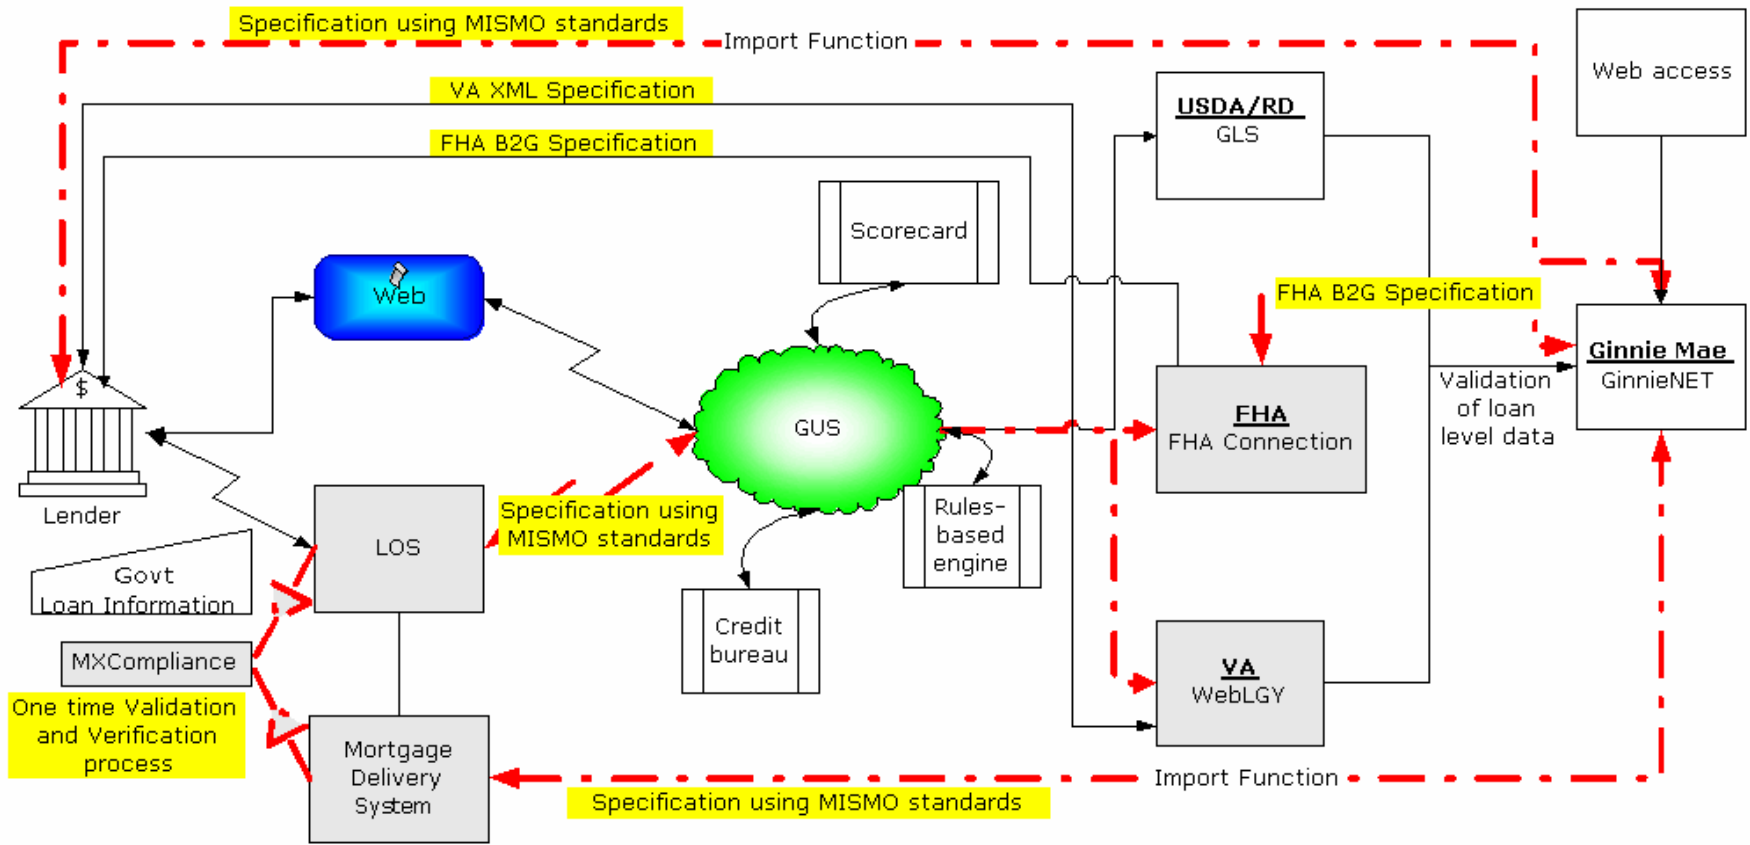 Specification using MISMO standards
Import Function
Web access
VA XML Specification
USDA/RD
GLS
FHA B2G Specification
Scorecard
Web
FHA B2G Specification
Ginnie Mae
GinnieNET
$
Validation
of loan
level data
GUS
FHA
FHA Connection
Lender
Specification using
MISMO standards
Rules-
based
engine
LOS
Govt
Loan Information
Credit
bureau
MXCompliance
VA
WebLGY
One time Validation
and Verification
process
Mortgage
Delivery
System
Import Function
Specification using MISMO standards